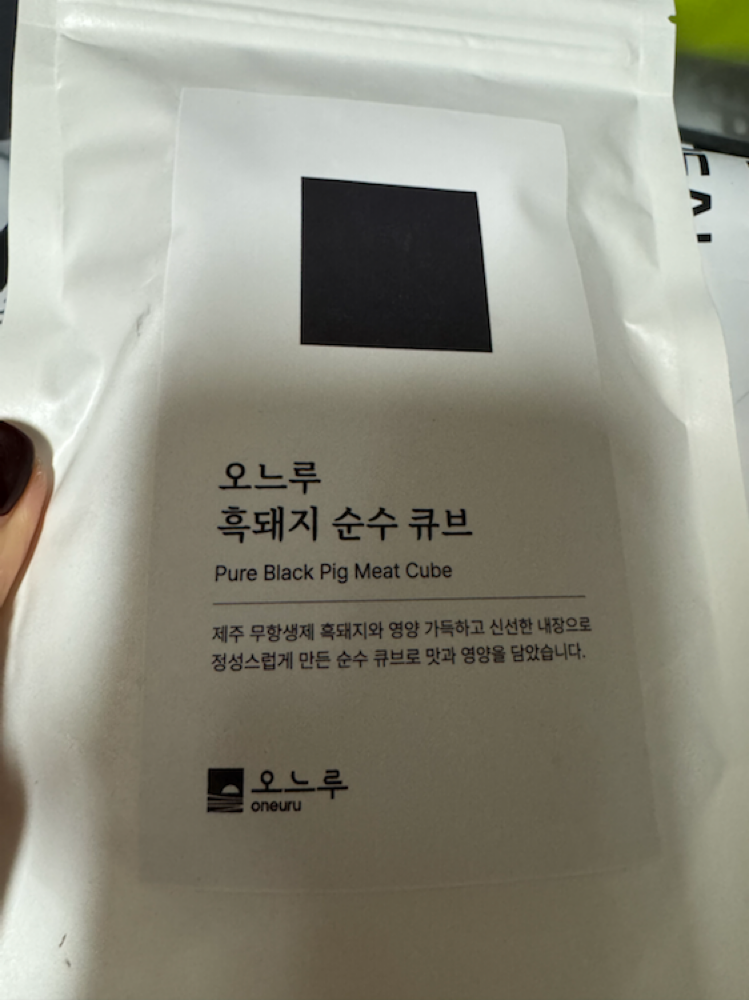 오느루
흑돼지 순수 큐브
Pure Black Pig Meat Cube
제주 무항생제 흑돼지와 영양 가득하고 신선한 내장으로
정성스럽게 만든 순수 큐브로 맛과 영양을 담았습니다.
오느루
oneuru